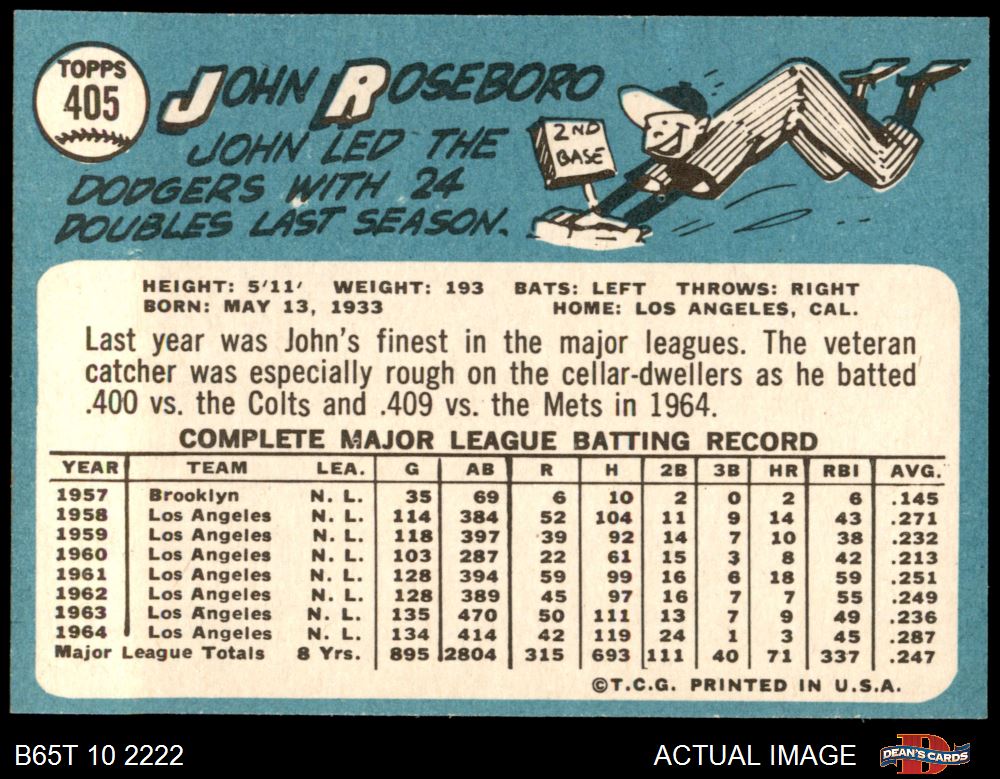 TOPPS
405
JOHN ROSEBORO
JOHN LED THE
DODGERS WITH 24
DOUBLES LAST SEASON.
2ND
BASE
HEIGHT: 5'11' WEIGHT: 193 BATS: LEFT THROWS: RIGHT
BORN: MAY 13, 1933 HOME: LOS ANGELES, CAL.
Last year was John's finest in the major leagues. The veteran
catcher was especially rough on the cellar-dwellers as he batted
.400 vs. the Colts and .409 vs. the Mets in 1964.
COMPLETE MAJOR LEAGUE BATTING RECORD
YEAR TEAM LEA. G AB R H 2B 3B HR RBI AVG.
1957 Brooklyn N. L. 35 69 6 10 2 0 2 6 .145
1958 Los Angeles N. L. 114 384 52 104 11 9 14 43 .271
1959 Los Angeles N. L. 118 397 39 92 14 7 10 38 .232
1960 Los Angeles N. L. 103 287 22 61 15 3 8 42 .213
1961 Los Angeles N. L. 128 394 59 99 16 6 18 59 .251
1962 Los Angeles N. L. 128 389 45 97 16 7 7 55 .249
1963 Los Angeles N. L. 135 470 50 111 13 7 9 49 .236
1964 Los Angeles N. L. 134 414 42 119 24 1 3 45 .287
Major League Totals 8 Yrs. 895 2804 315 693 111 40 71 337 .247
©T.C.G. PRINTED IN U.S.A.
B65T 10 2222 ACTUAL IMAGE DEAN'S CARDS